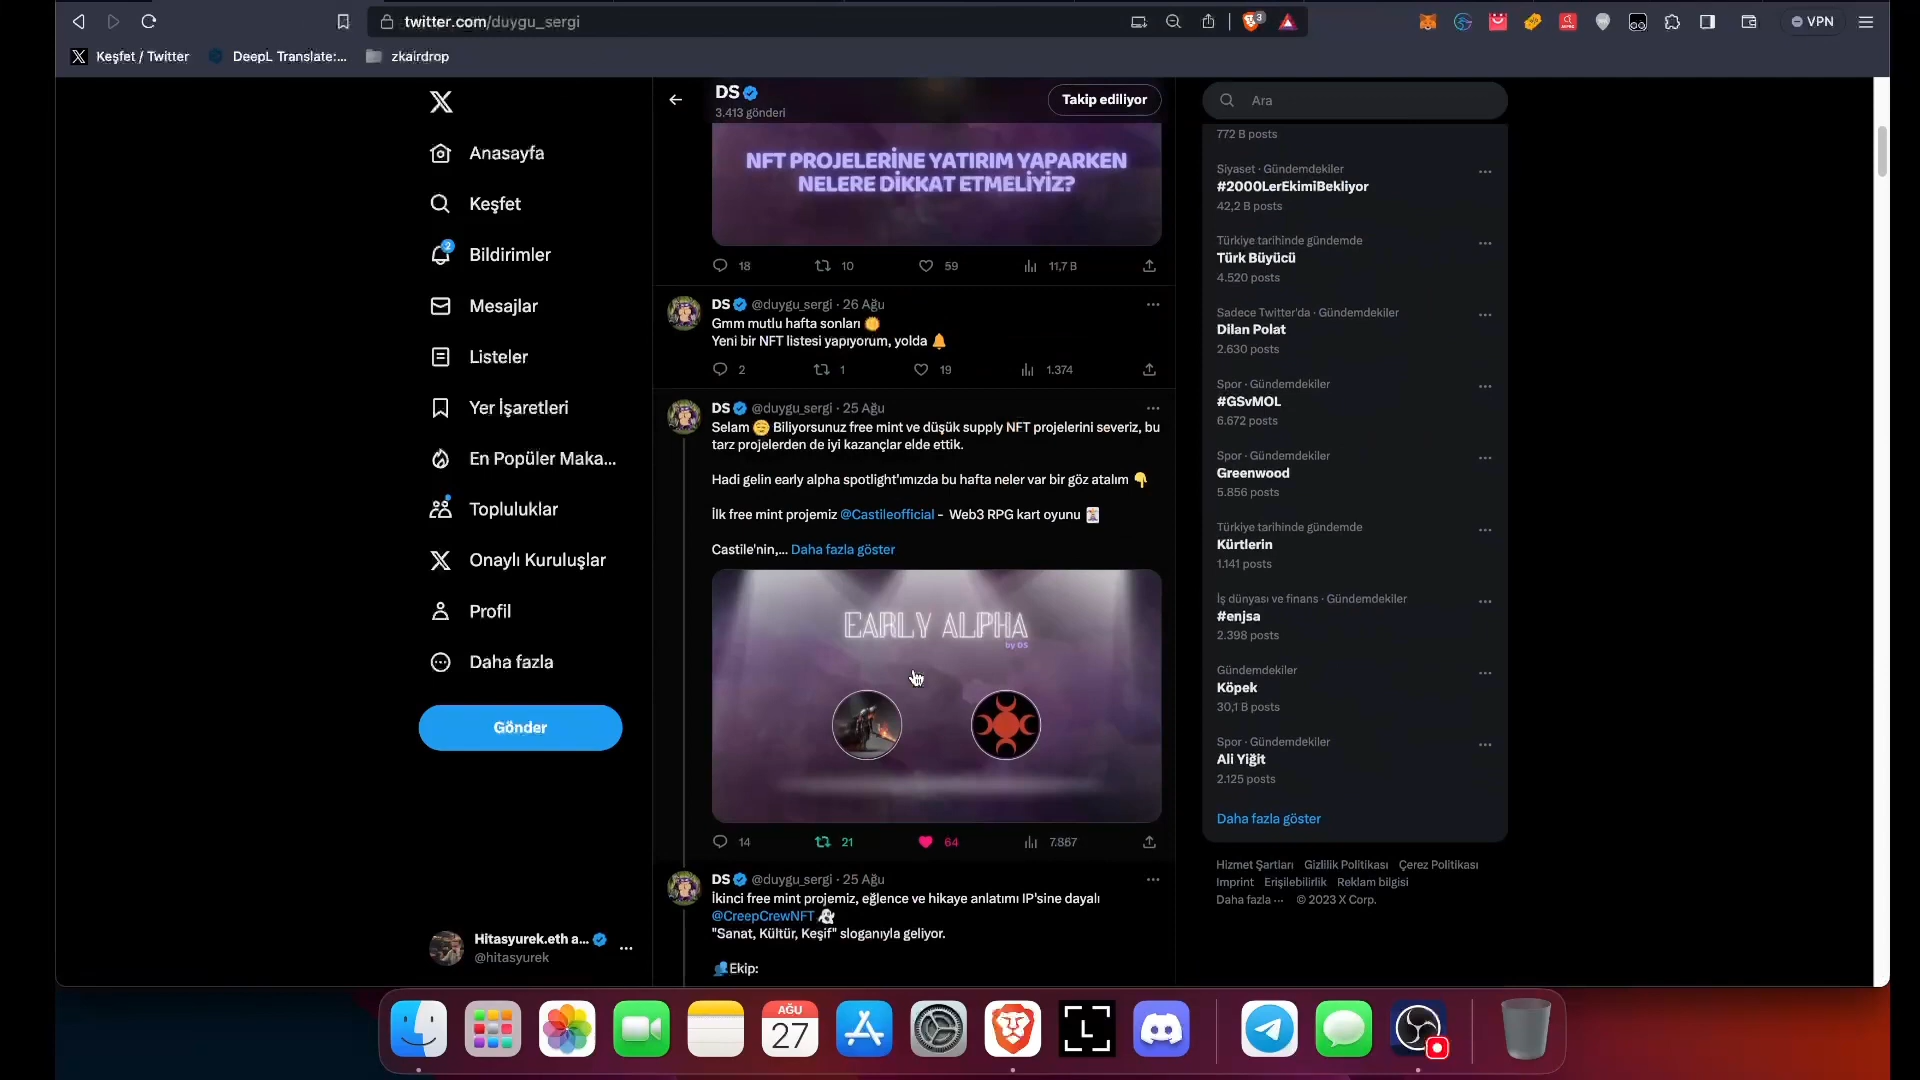 twitter.com/duygu_sergi
3
VPN
Keşfet / Twitter
DeepL Translate:...
zkairdrop
Anasayfa
Keşfet
2
Bildirimler
Mesajlar
Listeler
Yer İşaretleri
En Popüler Maka...
Topluluklar
Onaylı Kuruluşlar
Profil
Daha fazla
Gönder
Hitasyurek.eth a...
@hitasyurek
DS
3.413 gönderi
Takip ediliyor
NFT PROJELERİNE YATIRIM YAPARKEN
NELERE DİKKAT ETMELİYİZ?
18 10 59 11,7 B
DS @duygu_sergi · 26 Ağu
Gmm mutlu hafta sonları 🌞
Yeni bir NFT listesi yapıyorum, yolda 🔔
2 1 19 1.374
DS @duygu_sergi · 25 Ağu
Selam 😌 Biliyorsunuz free mint ve düşük supply NFT projelerini severiz, bu
tarz projelerden de iyi kazançlar elde ettik.
Hadi gelin early alpha spotlight'ımızda bu hafta neler var bir göz atalım 👇
İlk free mint projemiz @Castileofficial - Web3 RPG kart oyunu 🃏
Castile'nin,... Daha fazla göster
EARLY ALPHA
by DS
14 21 64 7.867
DS @duygu_sergi · 25 Ağu
İkinci free mint projemiz, eğlence ve hikaye anlatımı IP'sine dayalı
@CreepCrewNFT 👻
"Sanat, Kültür, Keşif" sloganıyla geliyor.
👥Ekip:
Ara
772 B posts
Siyaset · Gündemdekiler
#2000LerEkimiBekliyor
42,2 B posts
Türkiye tarihinde gündemde
Türk Büyücü
4.520 posts
Sadece Twitter'da · Gündemdekiler
Dilan Polat
2.630 posts
Spor · Gündemdekiler
#GSvMOL
6.672 posts
Spor · Gündemdekiler
Greenwood
5.856 posts
Türkiye tarihinde gündemde
Kürtlerin
1.141 posts
İş dünyası ve finans · Gündemdekiler
#enjsa
2.398 posts
Gündemdekiler
Köpek
30,1 B posts
Spor · Gündemdekiler
Ali Yiğit
2.125 posts
Daha fazla göster
Hizmet Şartları Gizlilik Politikası Çerez Politikası
Imprint Erişilebilirlik Reklam bilgisi
Daha fazla ··· © 2023 X Corp.
AĞU
27
L